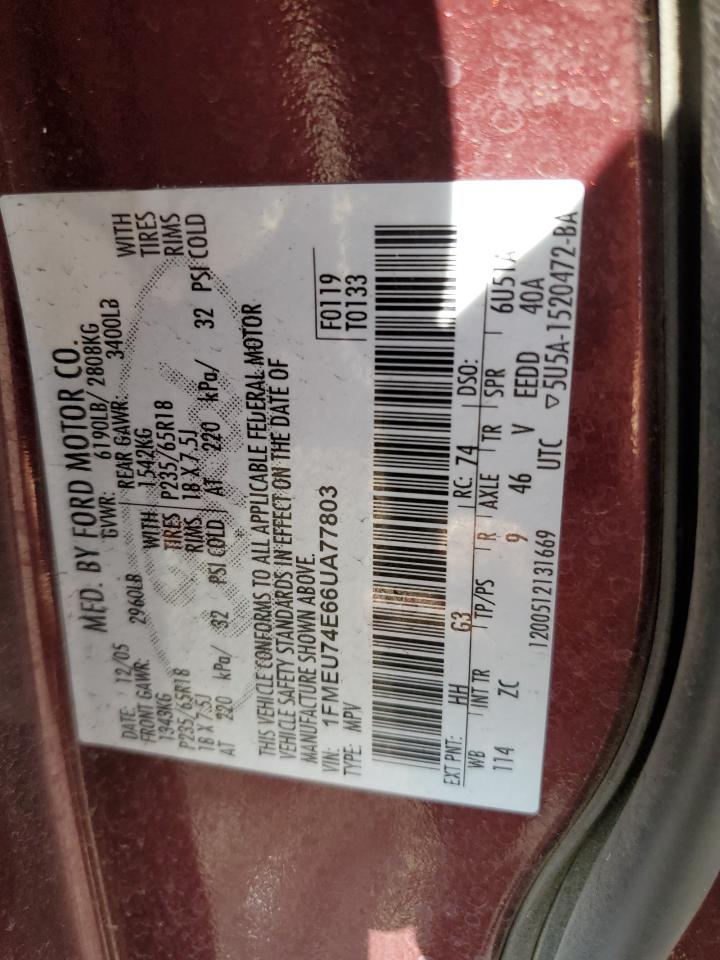 MFD. BY FORD MOTOR CO.
DATE: 12/05 GVWR: 6190LB/ 2808KG
FRONT GAWR: 2960LB REAR GAWR: 3400LB
1343KG WITH 1542KG WITH
P235/65R18 TIRES P235/65R18 TIRES
18 X 7.5J RIMS 18 X 7.5J RIMS
AT 220 kPa/ 32 PSI COLD AT 220 kPa/ 32 PSI COLD
THIS VEHICLE CONFORMS TO ALL APPLICABLE FEDERAL MOTOR
VEHICLE SAFETY STANDARDS IN EFFECT ON THE DATE OF
MANUFACTURE SHOWN ABOVE.
VIN: 1FMEU74E66UA77803 F0119
TYPE: MPV T0133
EXT PNT: HH G3 RC: 74 DSO:
WB INT TR TP/PS R AXLE TR SPR 6U51A
114 ZC 9 46 V EEDD 40A
1200512131669 UTC ▽5U5A-1520472-BA